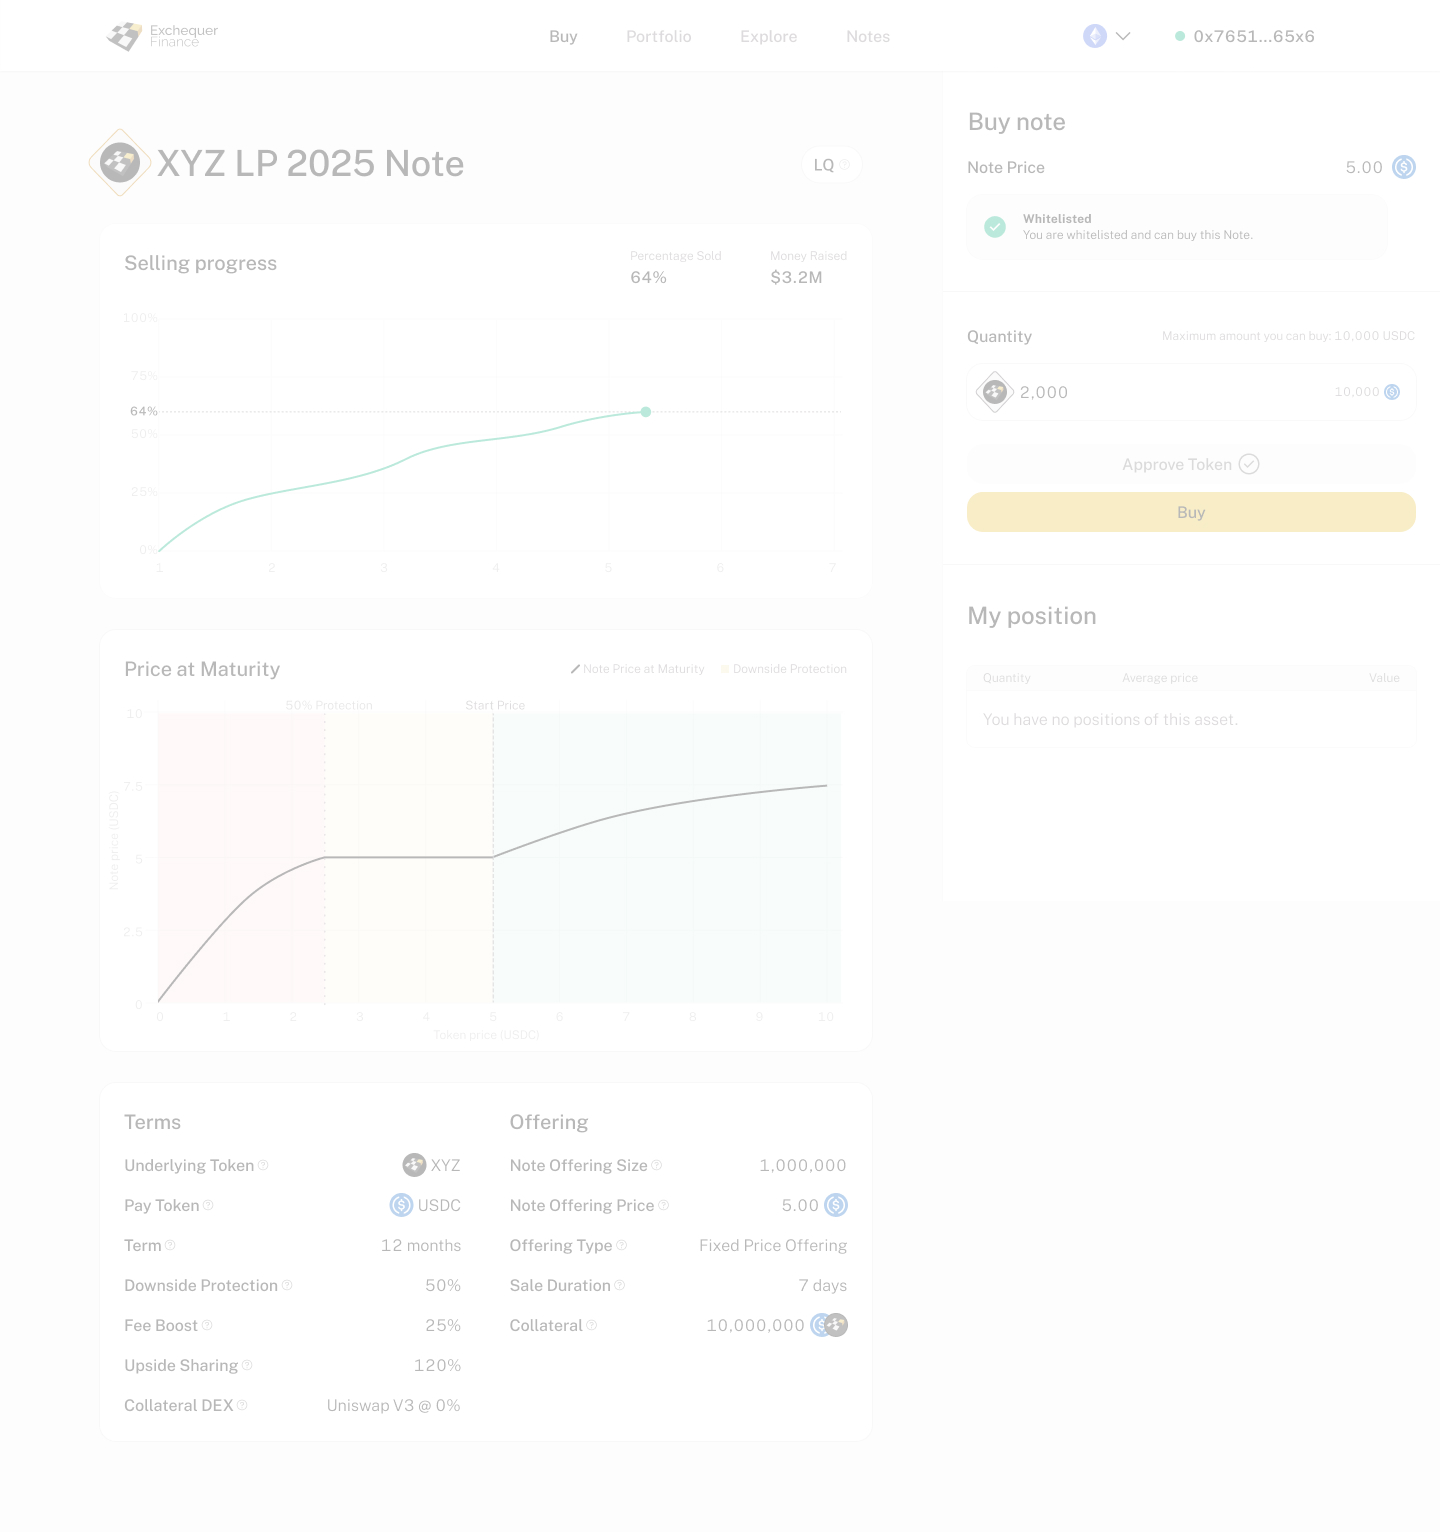 Exchequer
Finance
Buy
Portfolio
Explore
Notes
0x7651...65x6
XYZ LP 2025 Note
LQ
Selling progress
Percentage Sold
64%
Money Raised
$3.2M
100%
75%
64%
50%
25%
0%
1
2
3
4
5
6
7
Price at Maturity
Note Price at Maturity
Downside Protection
50% Protection
Start Price
10
7.5
5
2.5
0
Note price (USDC)
0
1
2
3
4
5
6
7
8
9
10
Token price (USDC)
Terms
Underlying Token
XYZ
Pay Token
USDC
Term
12 months
Downside Protection
50%
Fee Boost
25%
Upside Sharing
120%
Collateral DEX
Uniswap V3 @ 0%
Offering
Note Offering Size
1,000,000
Note Offering Price
5.00
Offering Type
Fixed Price Offering
Sale Duration
7 days
Collateral
10,000,000
Buy note
Note Price
5.00
Whitelisted
You are whitelisted and can buy this Note.
Quantity
Maximum amount you can buy: 10,000 USDC
2,000
10,000
Approve Token
Buy
My position
Quantity
Average price
Value
You have no positions of this asset.